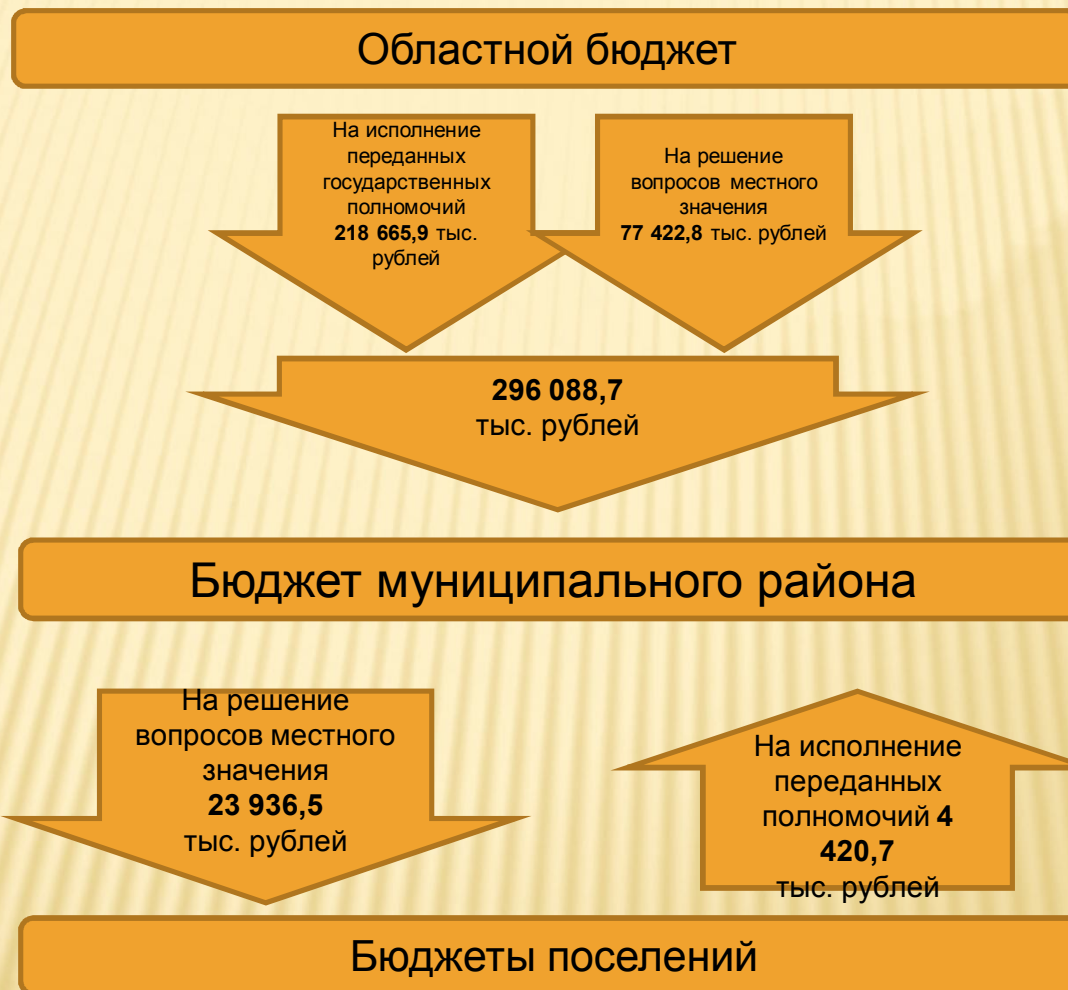 Областной бюджет
На исполнение
переданных
государственных
полномочий
218 665,9 тыс.
рублей
На решение
вопросов местного
значения
77 422,8 тыс. рублей
296 088,7
тыс. рублей
Бюджет муниципального района
На решение
вопросов местного
значения
23 936,5
тыс. рублей
На исполнение
переданных
полномочий 4
420,7
тыс. рублей
Бюджеты поселений